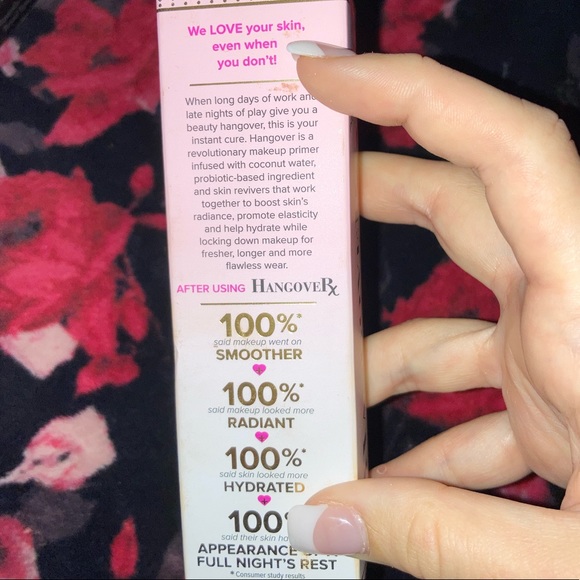 We LOVE your skin,
even when
you don't!
When long days of work and
late nights of play give you a
beauty hangover, this is your
instant cure. Hangover is a
revolutionary makeup primer
infused with coconut water,
probiotic-based ingredient
and skin revivers that work
together to boost skin's
radiance, promote elasticity
and help hydrate while
locking down makeup for
fresher, longer and more
flawless wear.
AFTER USING HANGOVERx
100%*
said makeup went on
SMOOTHER
100%*
said makeup looked more
RADIANT
100%*
said skin looked more
HYDRATED
100
said their skin
APPEARANCE
FULL NIGHT'S REST
*Consumer study results